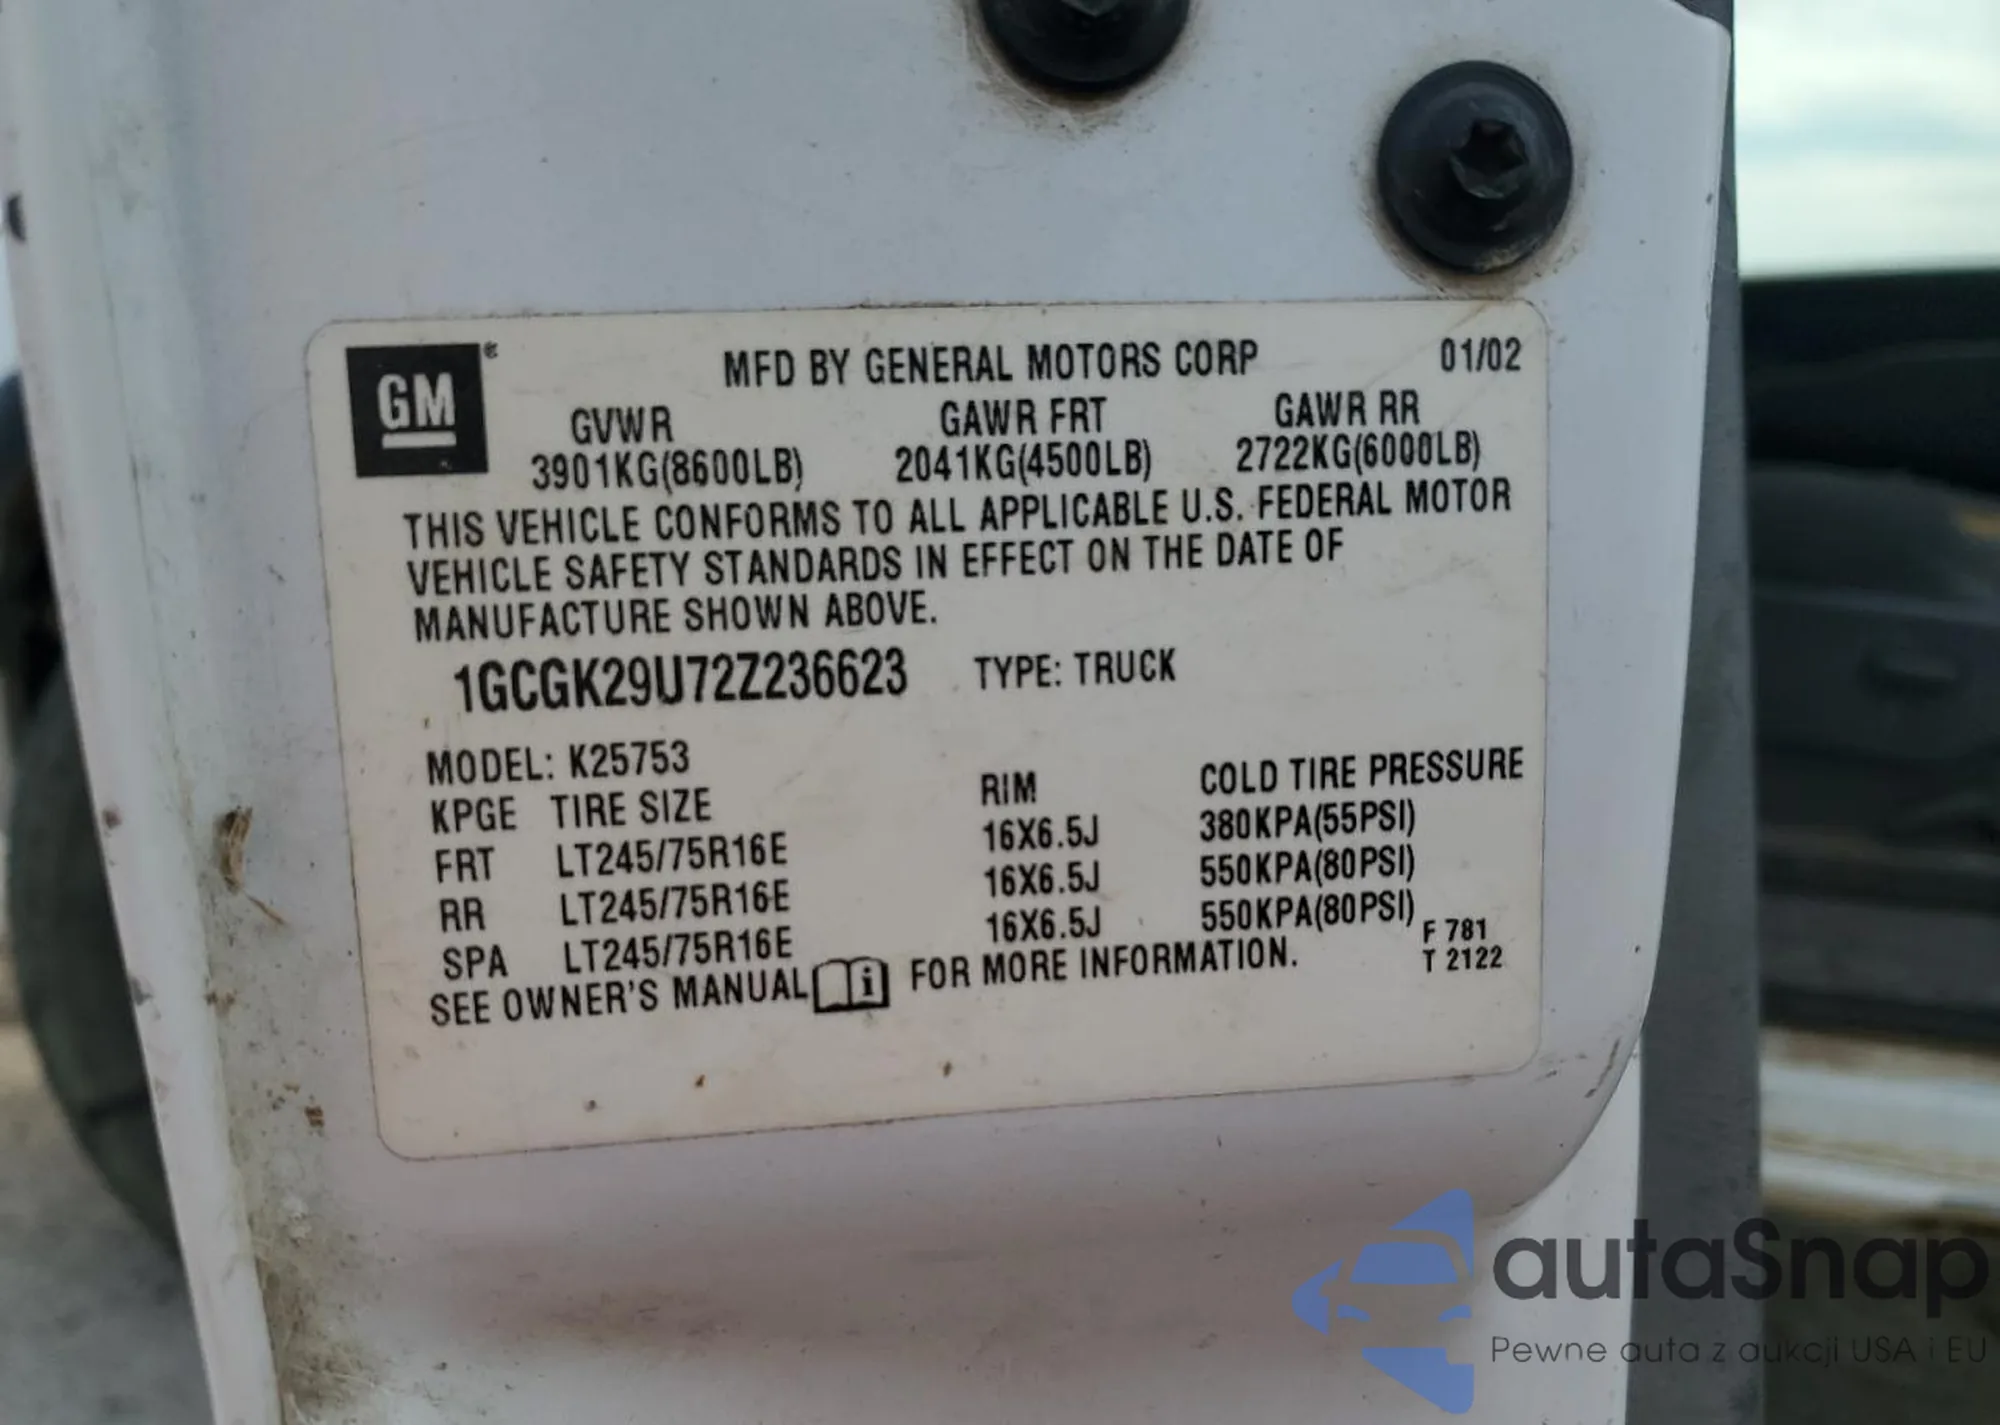 GM
MFD BY GENERAL MOTORS CORP 01/02
GVWR GAWR FRT GAWR RR
3901KG(8600LB) 2041KG(4500LB) 2722KG(6000LB)
THIS VEHICLE CONFORMS TO ALL APPLICABLE U.S. FEDERAL MOTOR
VEHICLE SAFETY STANDARDS IN EFFECT ON THE DATE OF
MANUFACTURE SHOWN ABOVE.
1GCGK29U72Z236623 TYPE: TRUCK
MODEL: K25753
KPGE TIRE SIZE RIM COLD TIRE PRESSURE
FRT LT245/75R16E 16X6.5J 380KPA(55PSI)
RR LT245/75R16E 16X6.5J 550KPA(80PSI)
SPA LT245/75R16E 16X6.5J 550KPA(80PSI)
SEE OWNER'S MANUAL i FOR MORE INFORMATION.
F 781
T 2122
autaSnap
Pewne auta z aukcji USA i EU